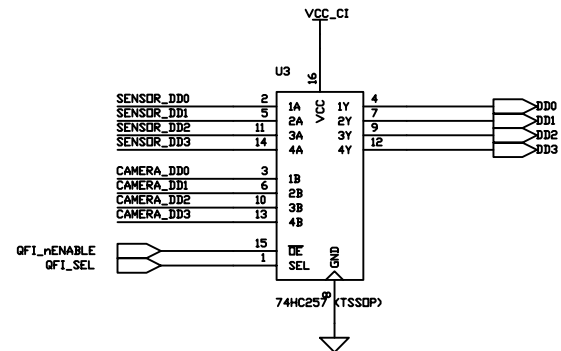 VCC_CI
U3
16
SENSOR_DD0 2 1A VCC 1Y 4 DD0
SENSOR_DD1 5 2A 2Y 7 DD1
SENSOR_DD2 11 3A 3Y 9 DD2
SENSOR_DD3 14 4A 4Y 12 DD3
CAMERA_DD0 3 1B
CAMERA_DD1 6 2B
CAMERA_DD2 10 3B
CAMERA_DD3 13 4B
QFI_nENABLE 15 OE GND
QFI_SEL 1 SEL
8
74HC257 (TSSOP)